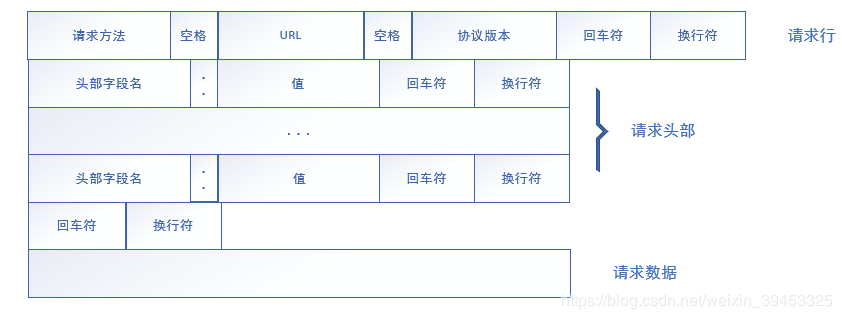 请求方法 空格 URL 空格 协议版本 回车符 换行符 请求行
头部字段名 : 值 回车符 换行符
... 请求头部
头部字段名 : 值 回车符 换行符
回车符 换行符
请求数据
https://blog.csdn.net/weixin_39453325